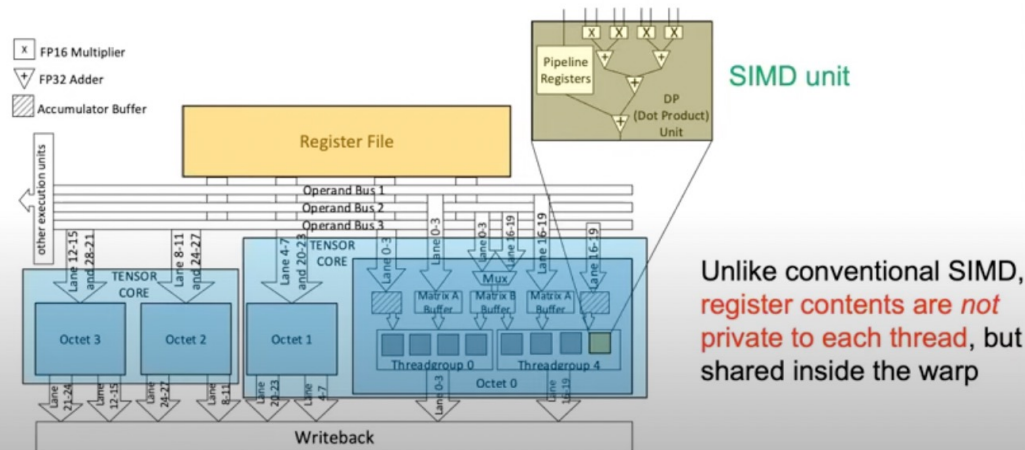 X FP16 Multiplier
+ FP32 Adder
Accumulator Buffer
other execution units
Register File
Operand Bus 1
Operand Bus 2
Operand Bus 3
X X X X
Pipeline
Registers
+ +
+
+
DP
(Dot Product)
Unit
SIMD unit
Lane 12-15
and 28-21
Lane 8-11
and 24-27
Lane 4-7
and 20-23
Lane 0-3
Lane 0-3
Lane 0-3
Lane 16-19
Lane 16-19
Lane 16-19
TENSOR
CORE
TENSOR
CORE
Mux
Matrix A
Buffer
Matrix B
Buffer
Matrix A
Buffer
Octet 3
Octet 2
Octet 1
Threadgroup 0
Threadgroup 4
Octet 0
Lane
21-24
Lane
12-15
Lane
24-27
Lane
8-11
Lane
20-23
Lane
4-7
Lane 0-3
Lane
16-19
Writeback
Unlike conventional SIMD,
register contents are not
private to each thread, but
shared inside the warp